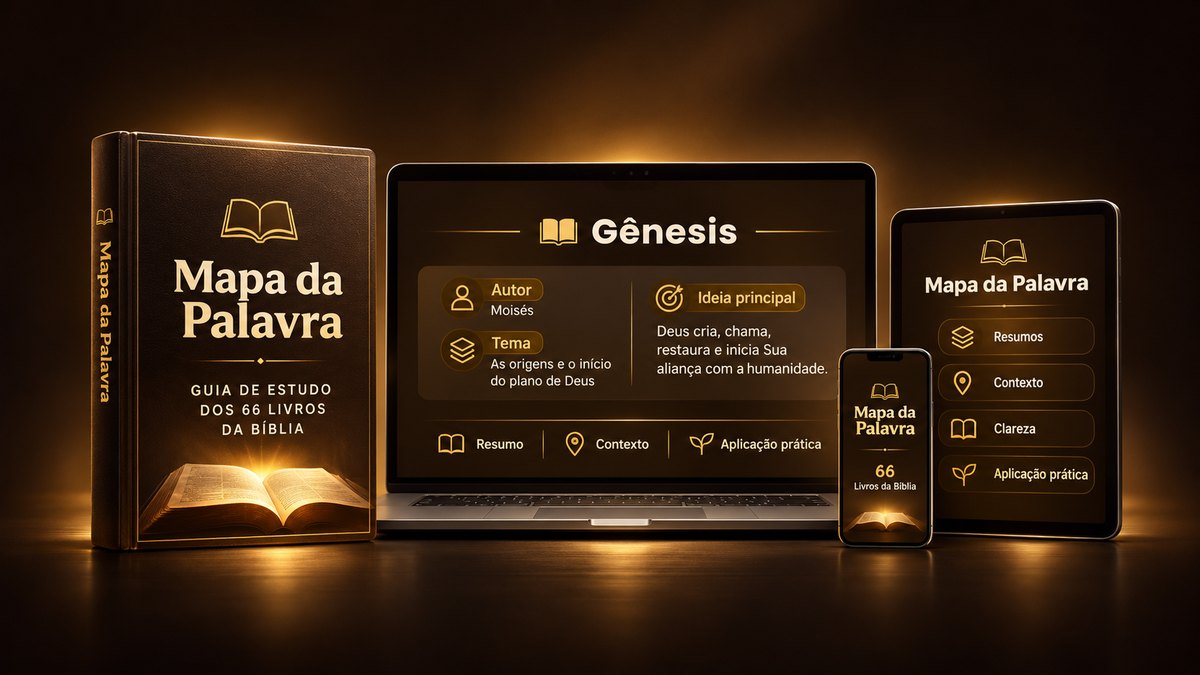 Mapa da Palavra
Mapa da
Palavra
GUIA DE ESTUDO
DOS 66 LIVROS
DA BÍBLIA
Gênesis
Autor
Moisés
Tema
As origens e o início
do plano de Deus
Ideia principal
Deus cria, chama,
restaura e inicia Sua
aliança com a humanidade.
Resumo
Contexto
Aplicação prática
Mapa da
Palavra
66
Livros da Bíblia
Mapa da Palavra
Resumos
Contexto
Clareza
Aplicação prática